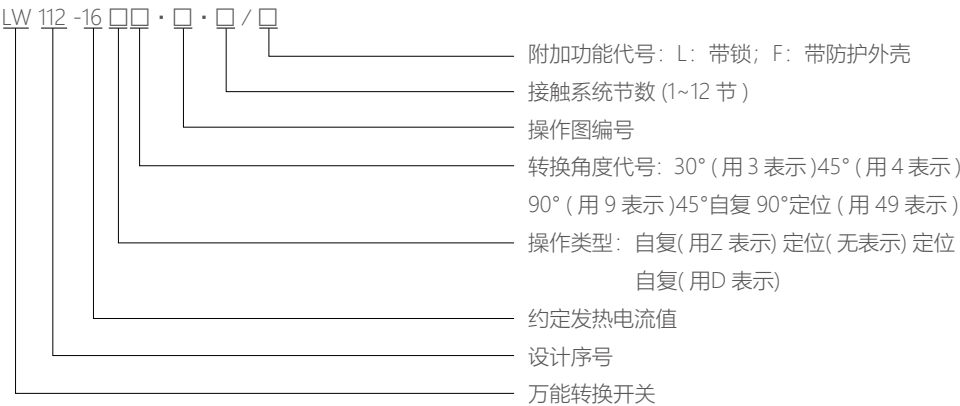 LW 112 -16 □□·□·□/□
附加功能代号：L：带锁；F：带防护外壳
接触系统节数 (1~12 节 )
操作图编号
转换角度代号：30° ( 用 3 表示 )45° ( 用 4 表示 )
90° ( 用 9 表示 )45°自复 90°定位 ( 用 49 表示 )
操作类型：自复( 用Z 表示) 定位( 无表示) 定位
自复( 用D 表示)
约定发热电流值
设计序号
万能转换开关